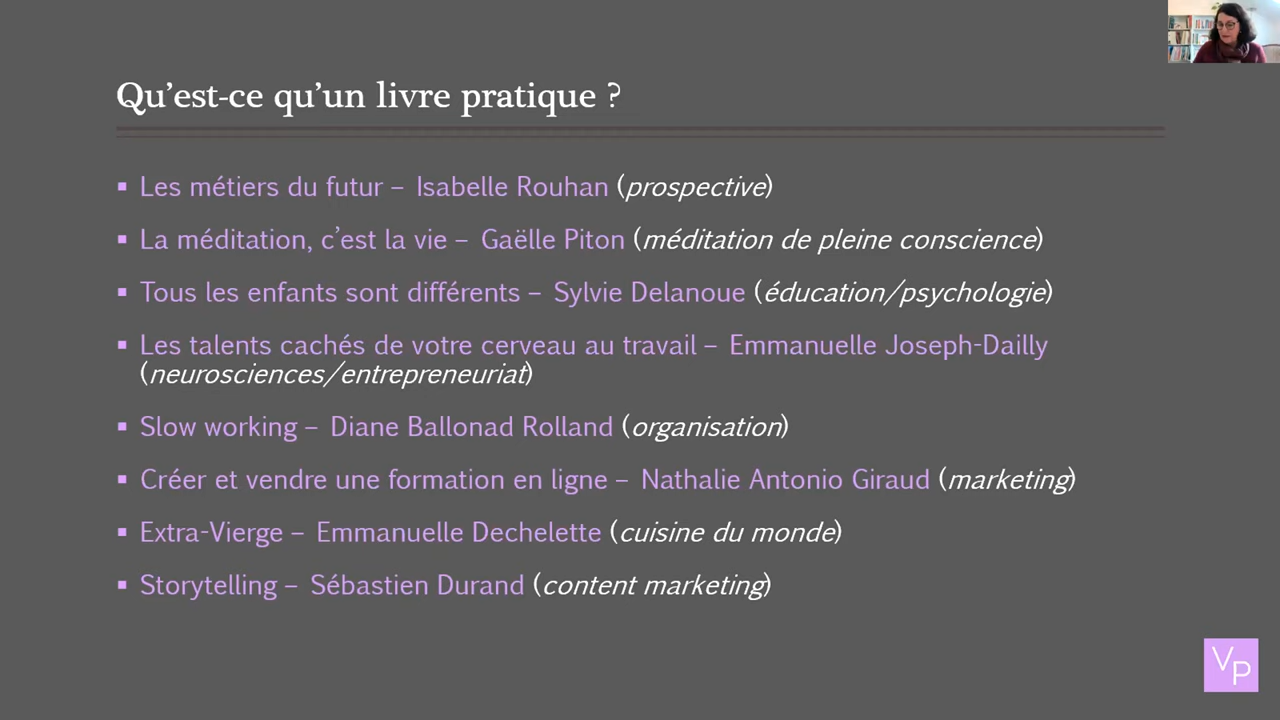 Qu’est-ce qu’un livre pratique ?
▪ Les métiers du futur – Isabelle Rouhan (prospective)
▪ La méditation, c’est la vie – Gaëlle Piton (méditation de pleine conscience)
▪ Tous les enfants sont différents – Sylvie Delanoue (éducation/psychologie)
▪ Les talents cachés de votre cerveau au travail – Emmanuelle Joseph-Dailly
(neurosciences/entrepreneuriat)
▪ Slow working – Diane Ballonad Rolland (organisation)
▪ Créer et vendre une formation en ligne – Nathalie Antonio Giraud (marketing)
▪ Extra-Vierge – Emmanuelle Dechelette (cuisine du monde)
▪ Storytelling – Sébastien Durand (content marketing)
VP